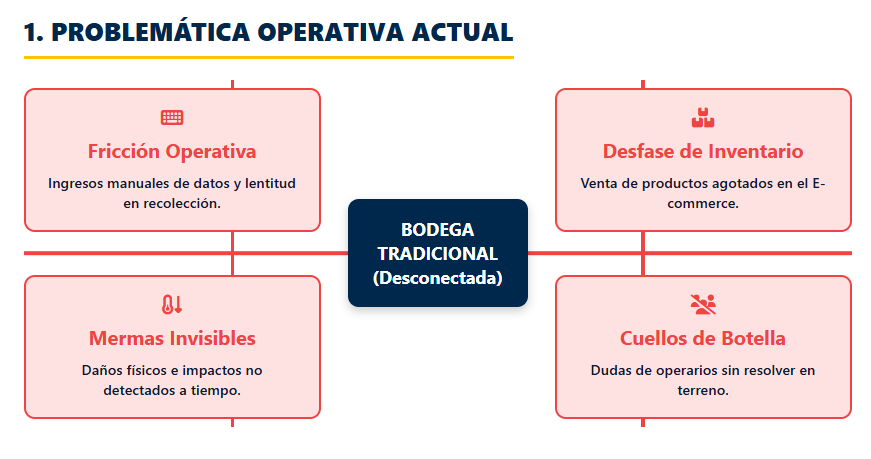 1. PROBLEMÁTICA OPERATIVA ACTUAL
Fricción Operativa
Ingresos manuales de datos y lentitud
en recolección.
Desfase de Inventario
Venta de productos agotados en el E-
commerce.
BODEGA
TRADICIONAL
(Desconectada)
Mermas Invisibles
Daños físicos e impactos no
detectados a tiempo.
Cuellos de Botella
Dudas de operarios sin resolver en
terreno.